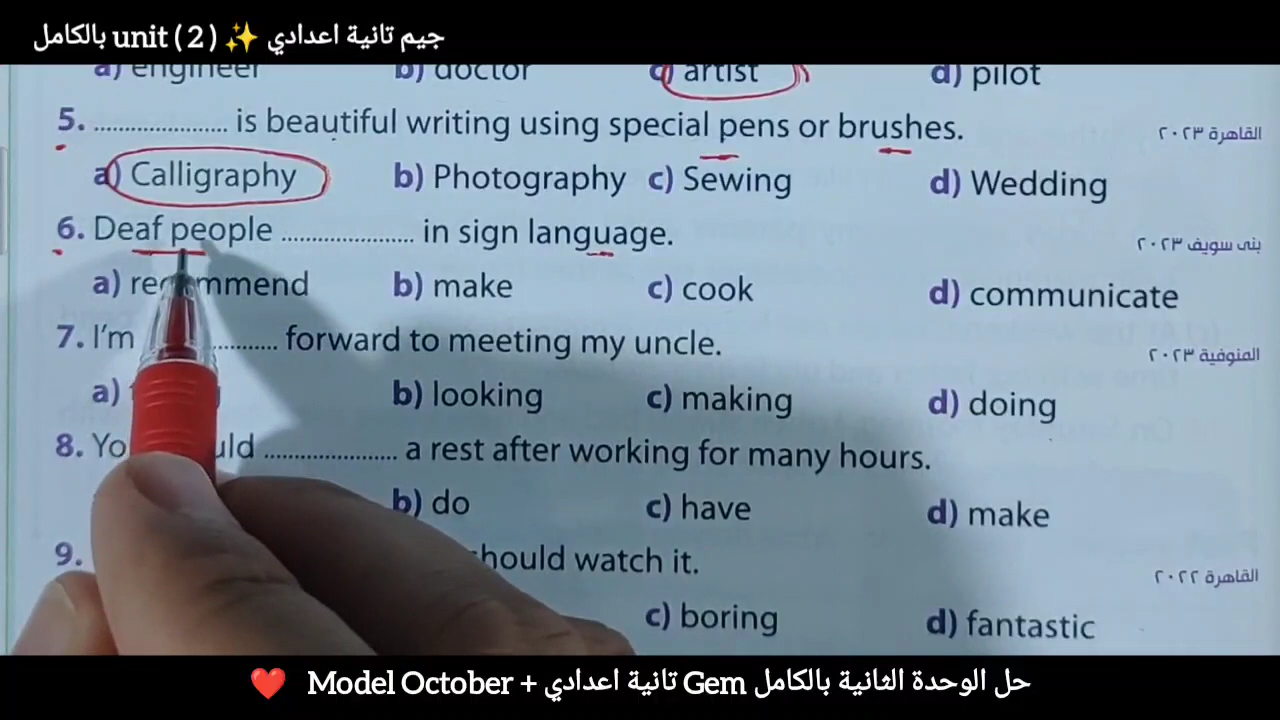 جيم تانية اعدادي ✨ unit ( 2 ) بالكامل
a) engineer b) doctor c) artist d) pilot
5. ........................ is beautiful writing using special pens or brushes. القاهرة ٢٠٢٣
a) Calligraphy b) Photography c) Sewing d) Wedding
6. Deaf people ........................ in sign language. بنى سويف ٢٠٢٣
a) recommend b) make c) cook d) communicate
7. I'm ............ forward to meeting my uncle. المنوفية ٢٠٢٣
a) b) looking c) making d) doing
8. ........................ a rest after working for many hours.
b) do c) have d) make
9. should watch it. القاهرة ٢٠٢٢
c) boring d) fantastic
حل الوحدة الثانية بالكامل Gem تانية اعدادي + Model October ❤️